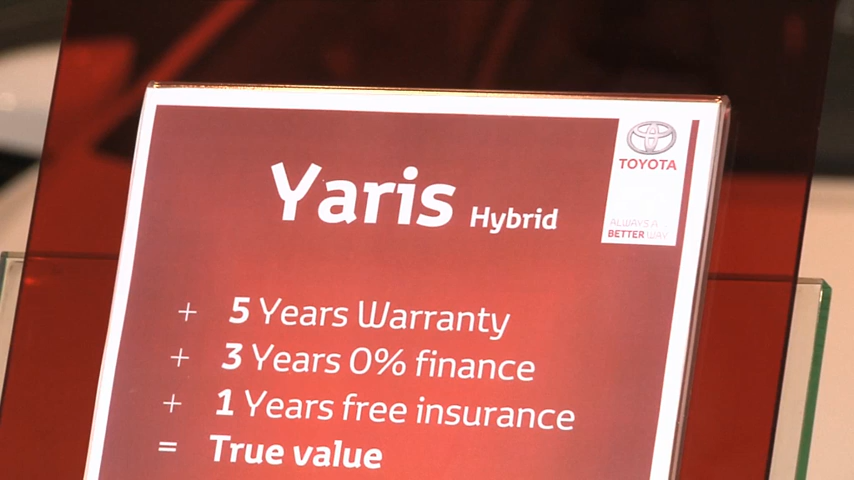 TOYOTA
ALWAYS A
BETTER WAY
Yaris Hybrid
+ 5 Years Warranty
+ 3 Years 0% finance
+ 1 Years free insurance
= True value